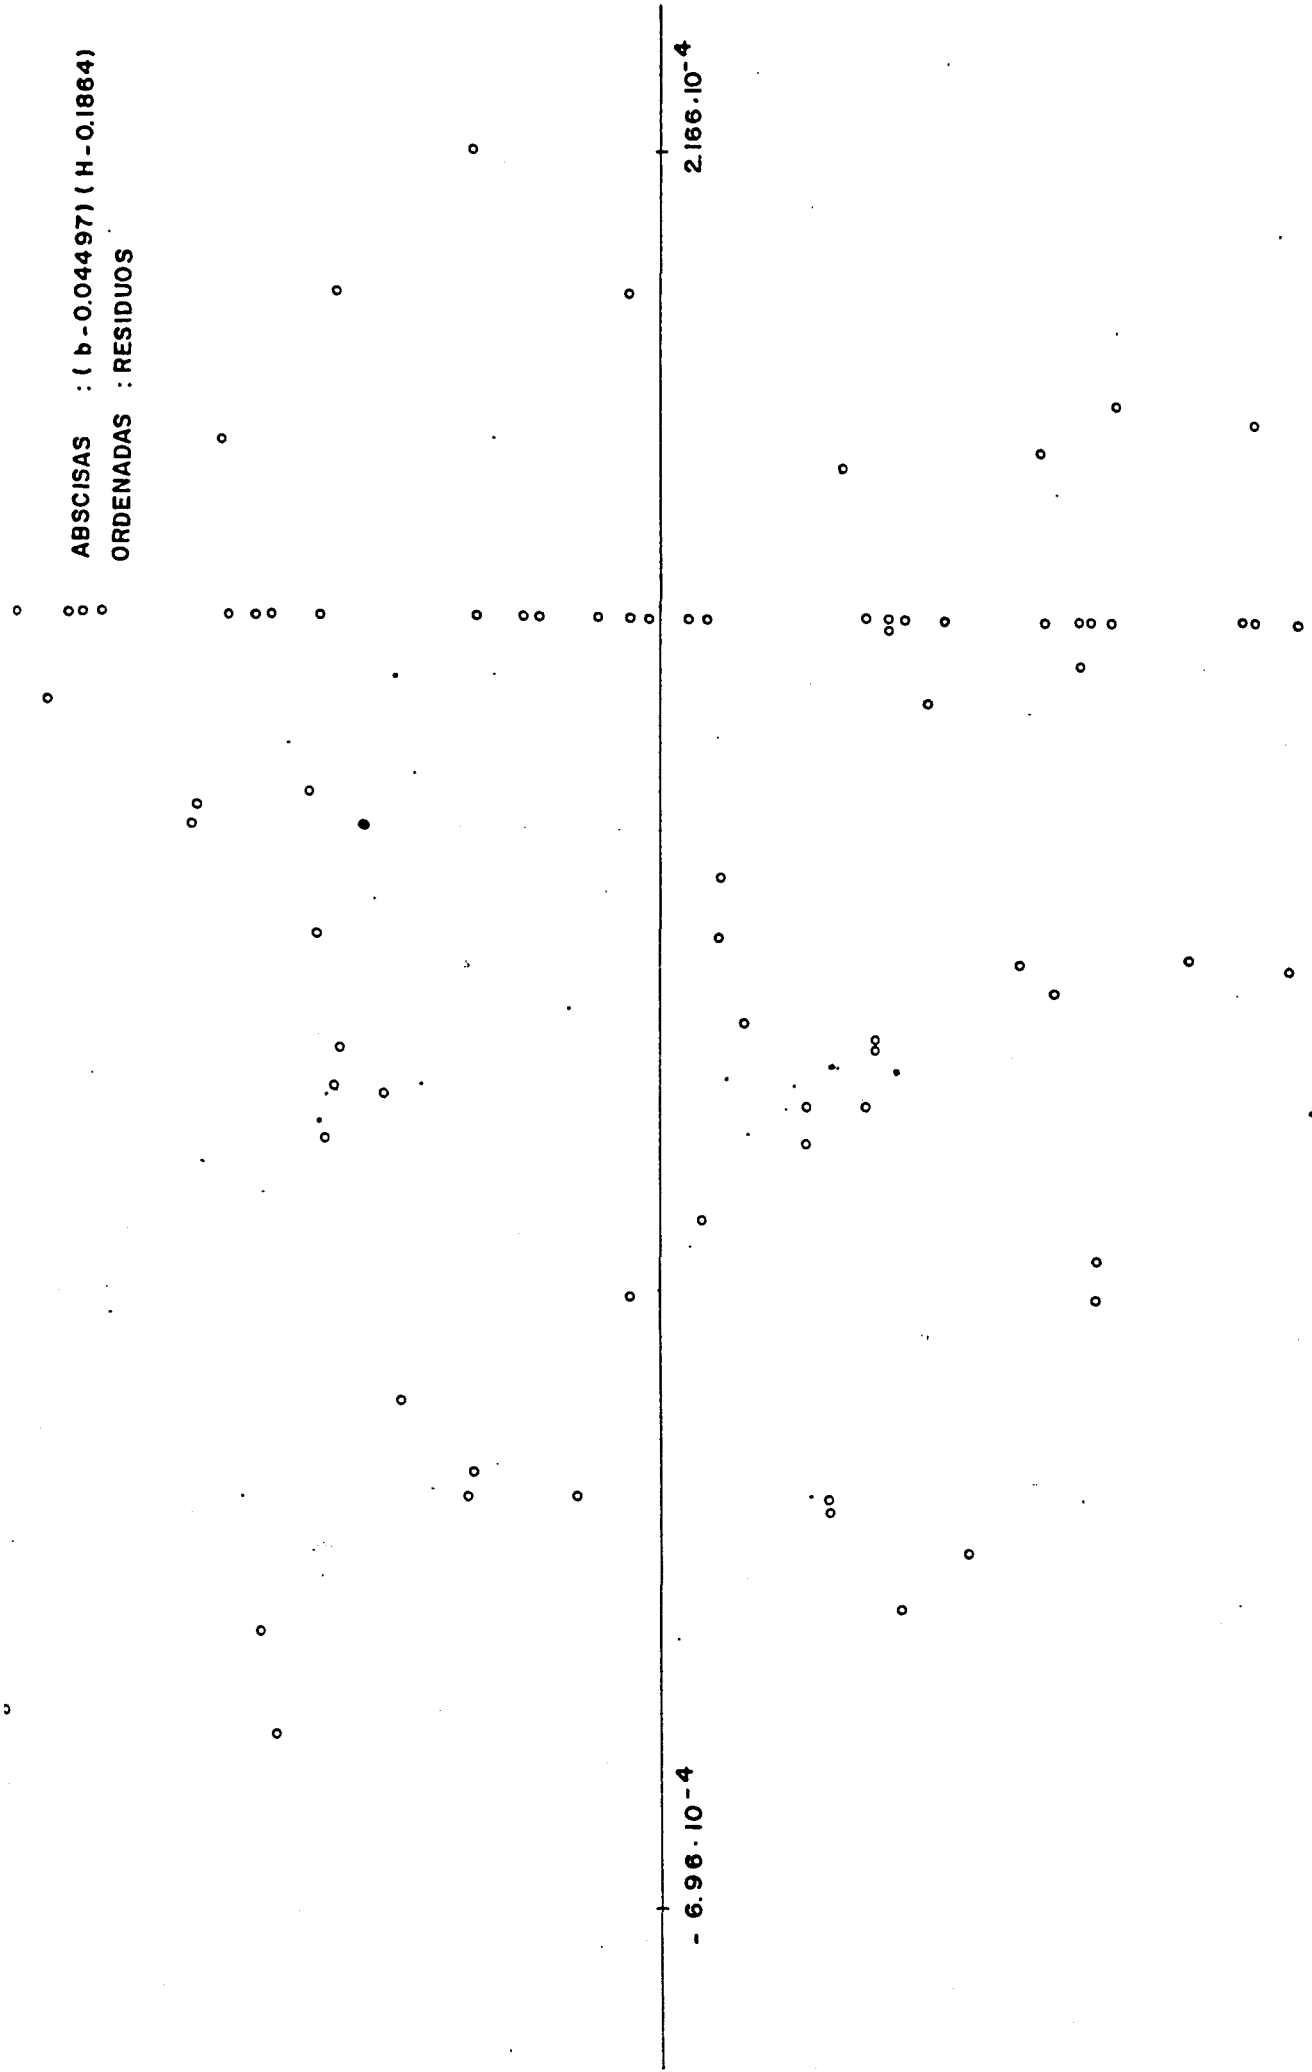 ABSCISAS : (b-0.04497) (H-0.1864)
ORDENADAS : RESIDUOS
2.166·10-4
- 6.96 · 10-4